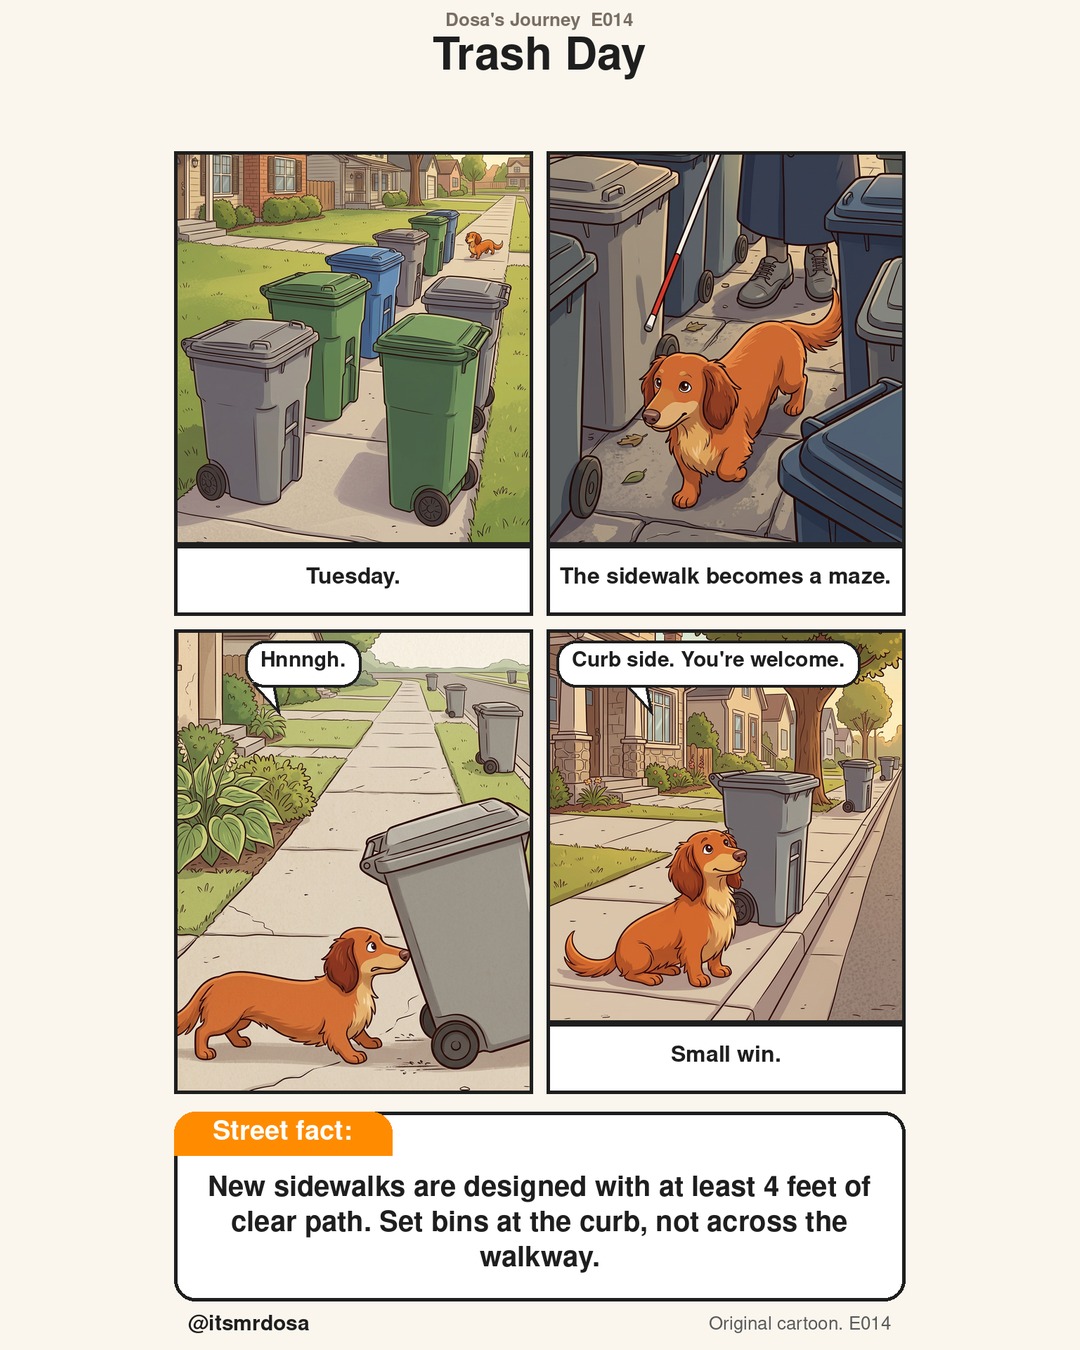 Dosa's Journey E014
Trash Day
Tuesday.
The sidewalk becomes a maze.
Hnnngh.
Curb side. You're welcome.
Small win.
Street fact:
New sidewalks are designed with at least 4 feet of
clear path. Set bins at the curb, not across the
walkway.
@itsmrdosa
Original cartoon. E014